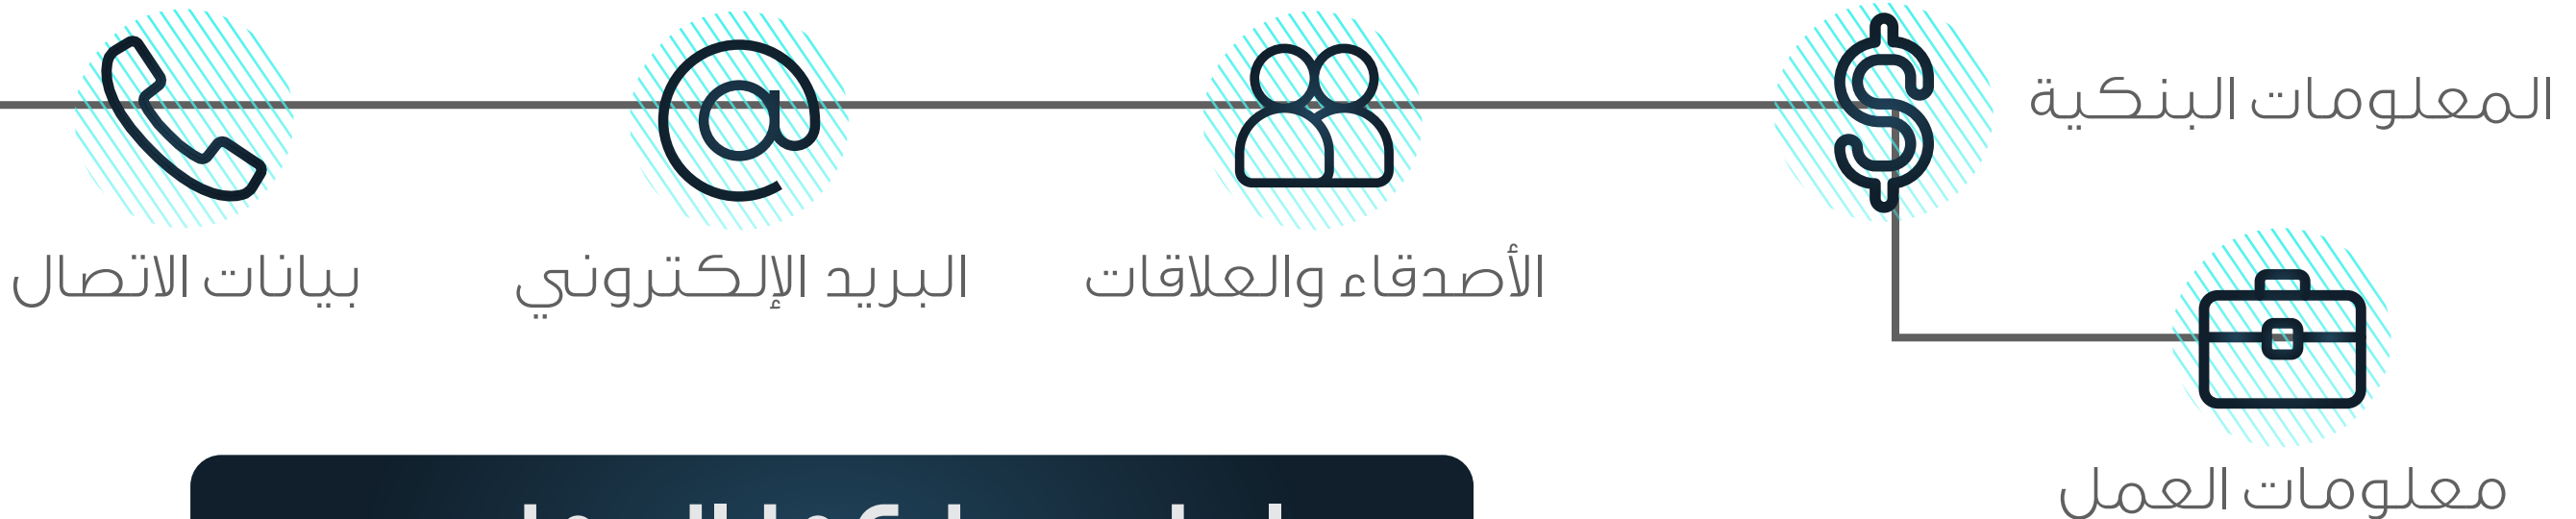 المعلومات البنكية
الأصدقاء والعلاقات
البريد الإلكتروني
بيانات الاتصال
معلومات العمل